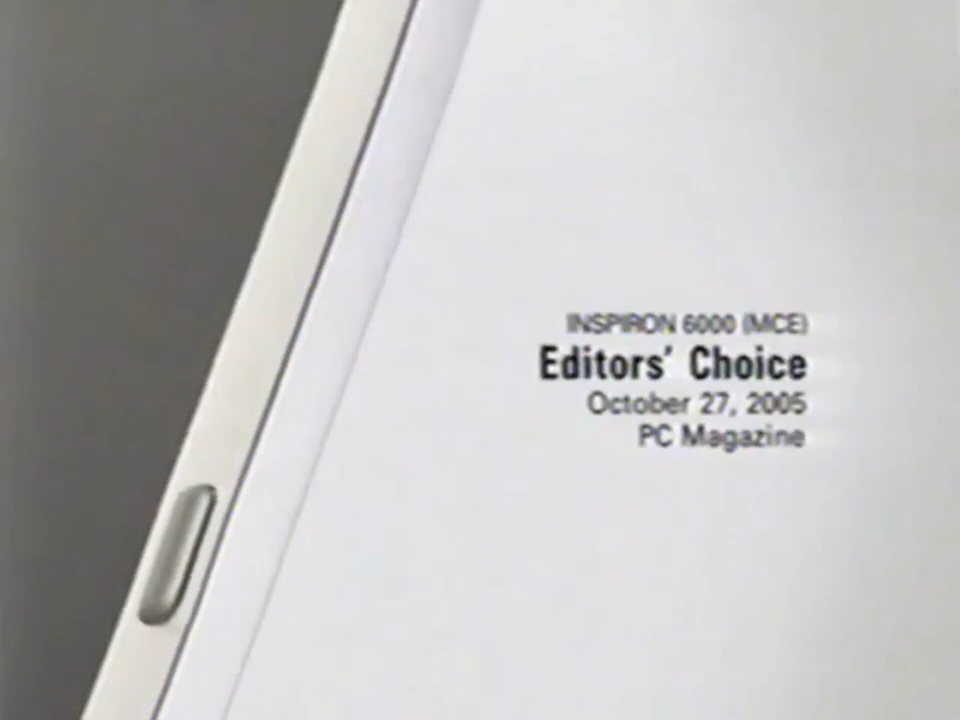 INSPIRON 6000 (MCE)
Editors' Choice
October 27, 2005
PC Magazine